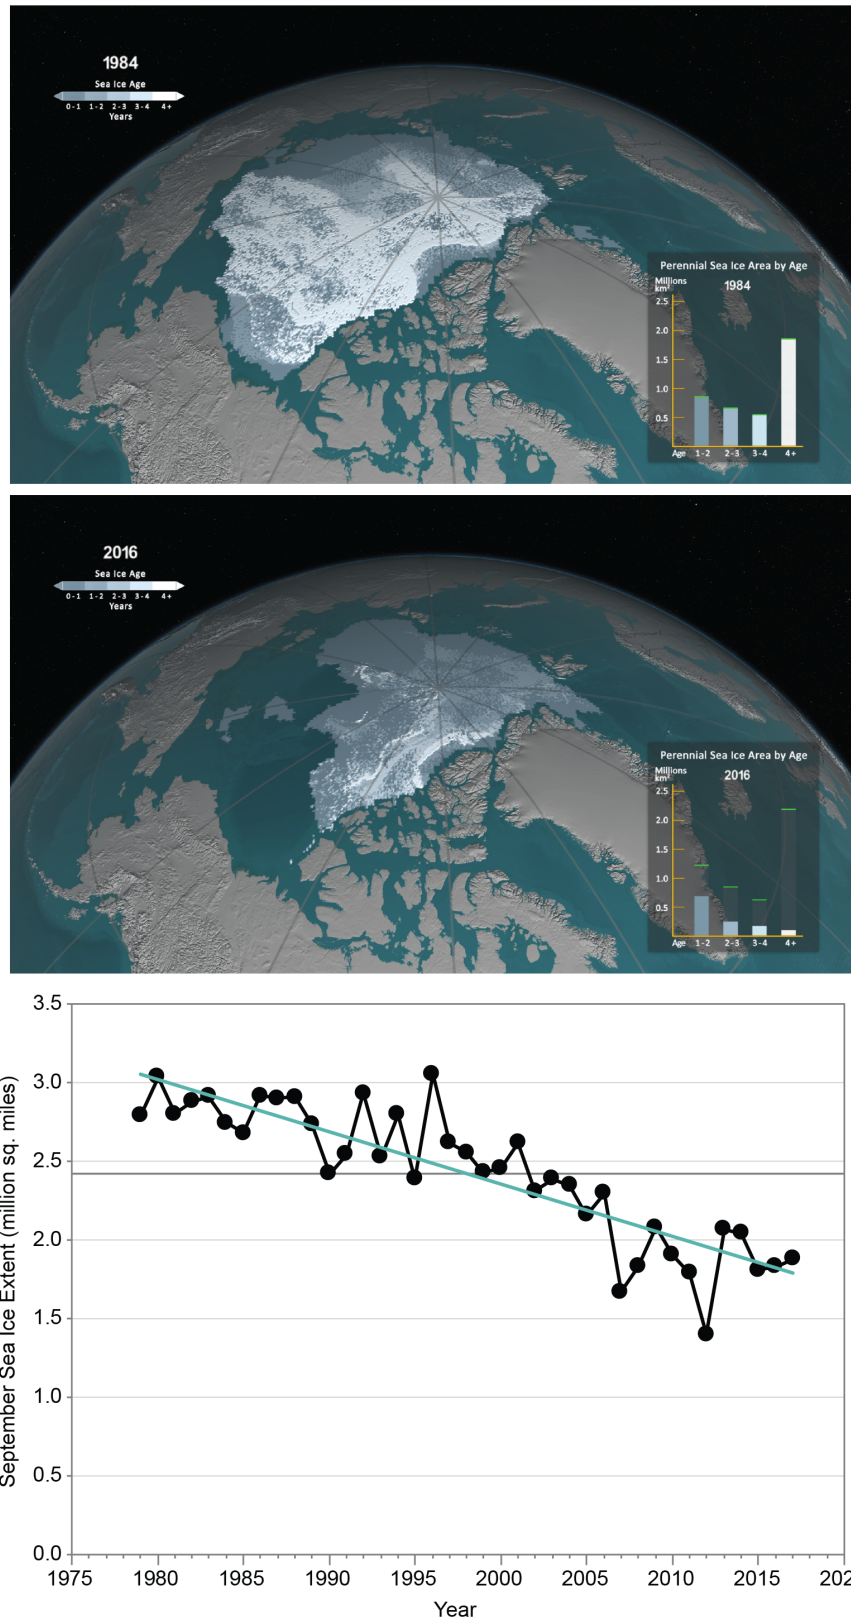 1984
Sea Ice Age
0-1 1-2 2-3 3-4 4+
Years
Perennial Sea Ice Area by Age
Millions
km²
1984
2.5
2.0
1.5
1.0
0.5
Age 1-2 2-3 3-4 4+
2016
Sea Ice Age
0-1 1-2 2-3 3-4 4+
Years
Perennial Sea Ice Area by Age
Millions
km²
2016
2.5
2.0
1.5
1.0
0.5
Age 1-2 2-3 3-4 4+
September Sea Ice Extent (million sq. miles)
3.5
3.0
2.5
2.0
1.5
1.0
0.5
0.0
1975 1980 1985 1990 1995 2000 2005 2010 2015 202
Year